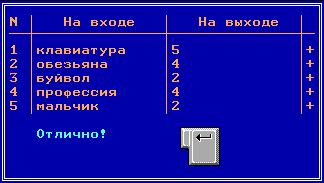 N На входе На выходе
1 клавиатура 5 +
2 обезьяна 4 +
3 буйвол 2 +
4 профессия 4 +
5 мальчик 2 +
Отлично!